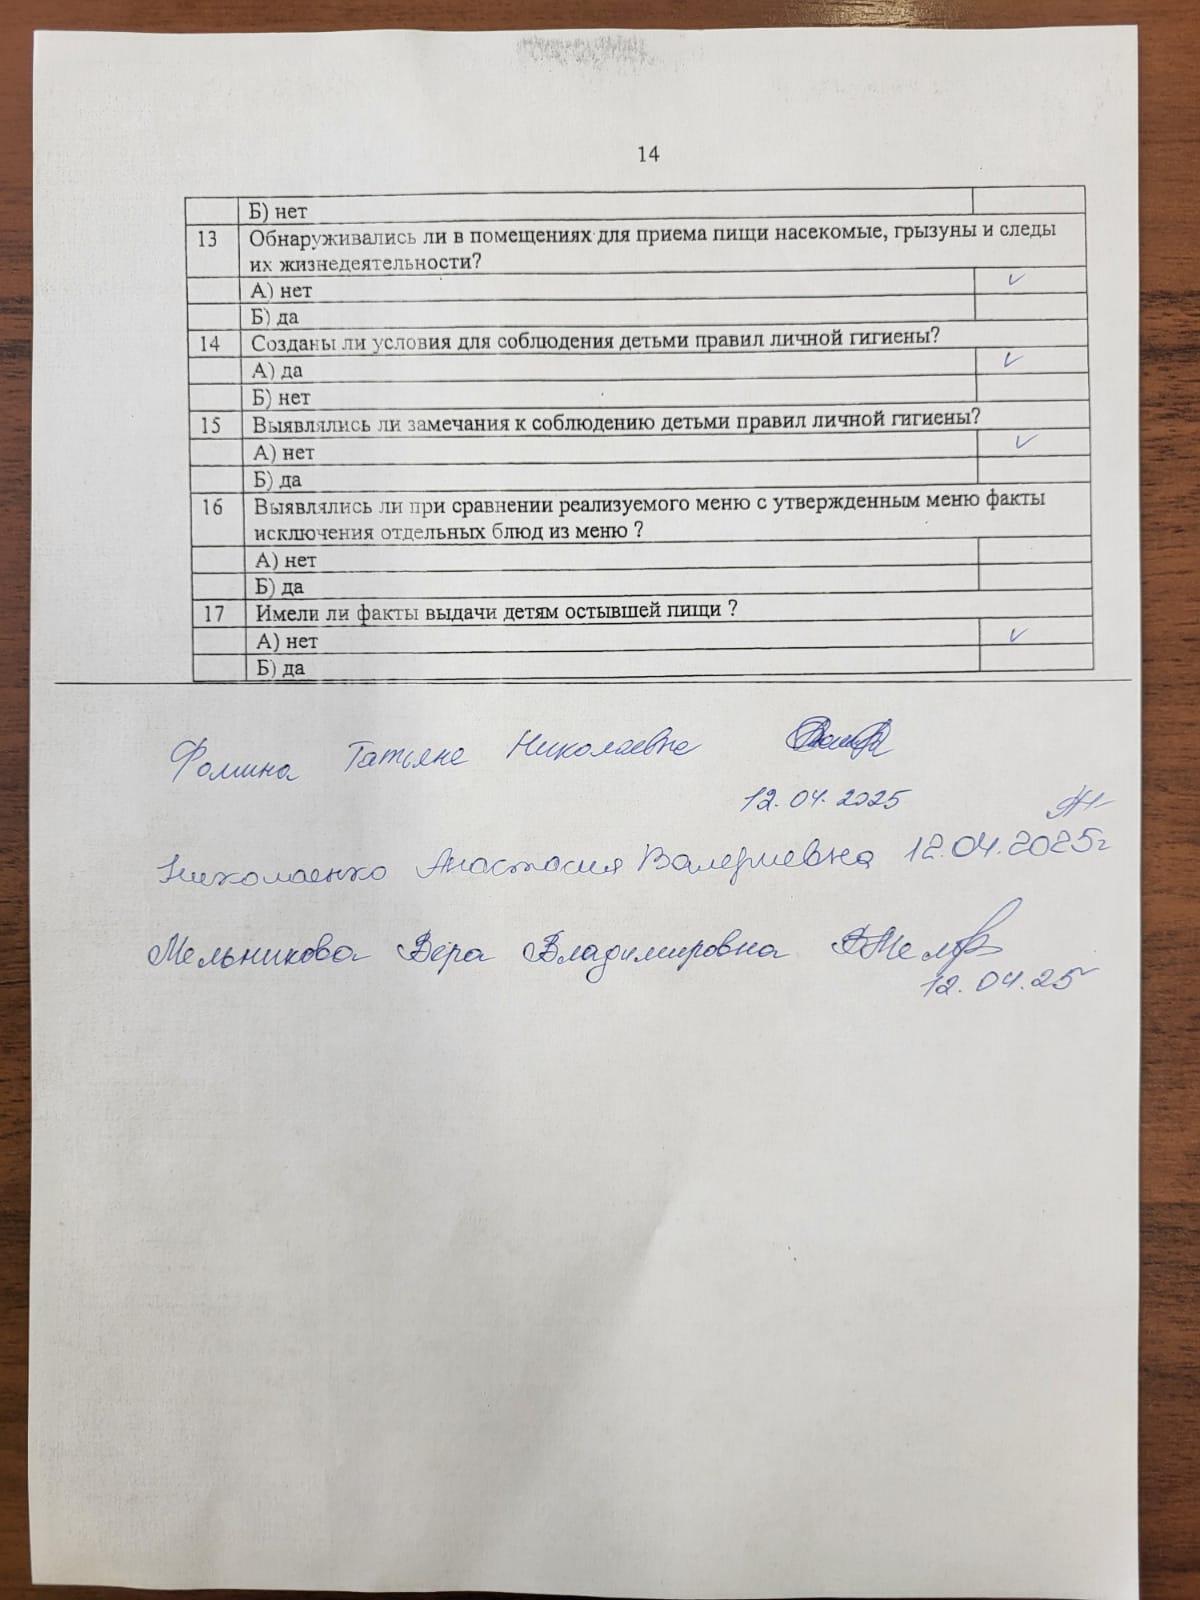 14
Б) нет
13 Обнаруживались ли в помещениях для приема пищи насекомые, грызуны и следы
их жизнедеятельности?
А) нет ✓
Б) да
14 Созданы ли условия для соблюдения детьми правил личной гигиены?
А) да ✓
Б) нет
15 Выявлялись ли замечания к соблюдению детьми правил личной гигиены?
А) нет ✓
Б) да
16 Выявлялись ли при сравнении реализуемого меню с утвержденным меню факты
исключения отдельных блюд из меню ?
А) нет
Б) да
17 Имели ли факты выдачи детям остывшей пищи ?
А) нет ✓
Б) да
Фомина Татьяна Николаевна
12.04.2025
Николаенко Анастасия Валериевна 12.04.2025г
Мельникова Вера Владимировна
12.04.25